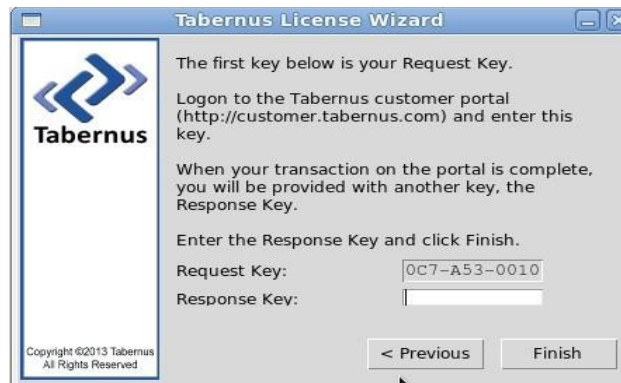 Tabernus License Wizard
Tabernus
Copyright ©2013 Tabernus
All Rights Reserved
The first key below is your Request Key.
Logon to the Tabernus customer portal
(http://customer.tabernus.com) and enter this
key.
When your transaction on the portal is complete,
you will be provided with another key, the
Response Key.
Enter the Response Key and click Finish.
Request Key: 0C7-A53-0010
Response Key:
< Previous Finish